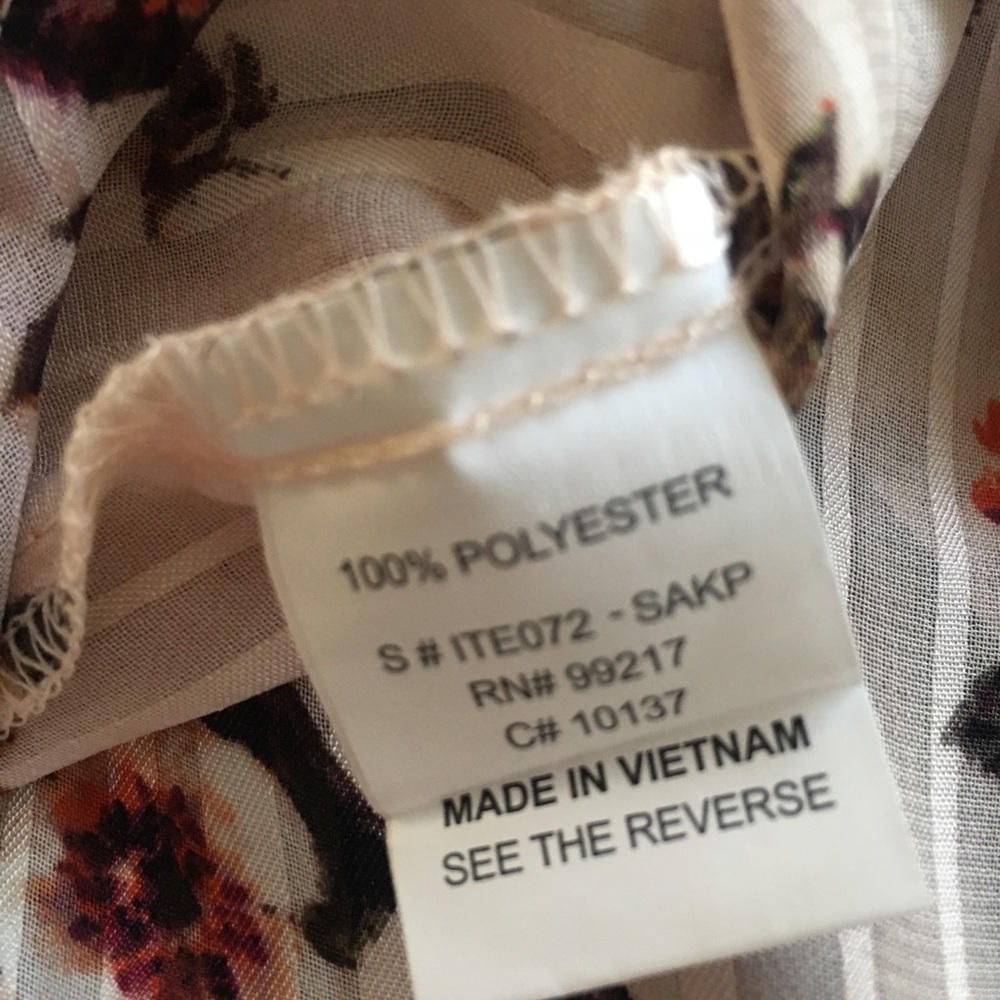 100% POLYESTER
S # ITE072 - SAKP
RN# 99217
C# 10137
MADE IN VIETNAM
SEE THE REVERSE